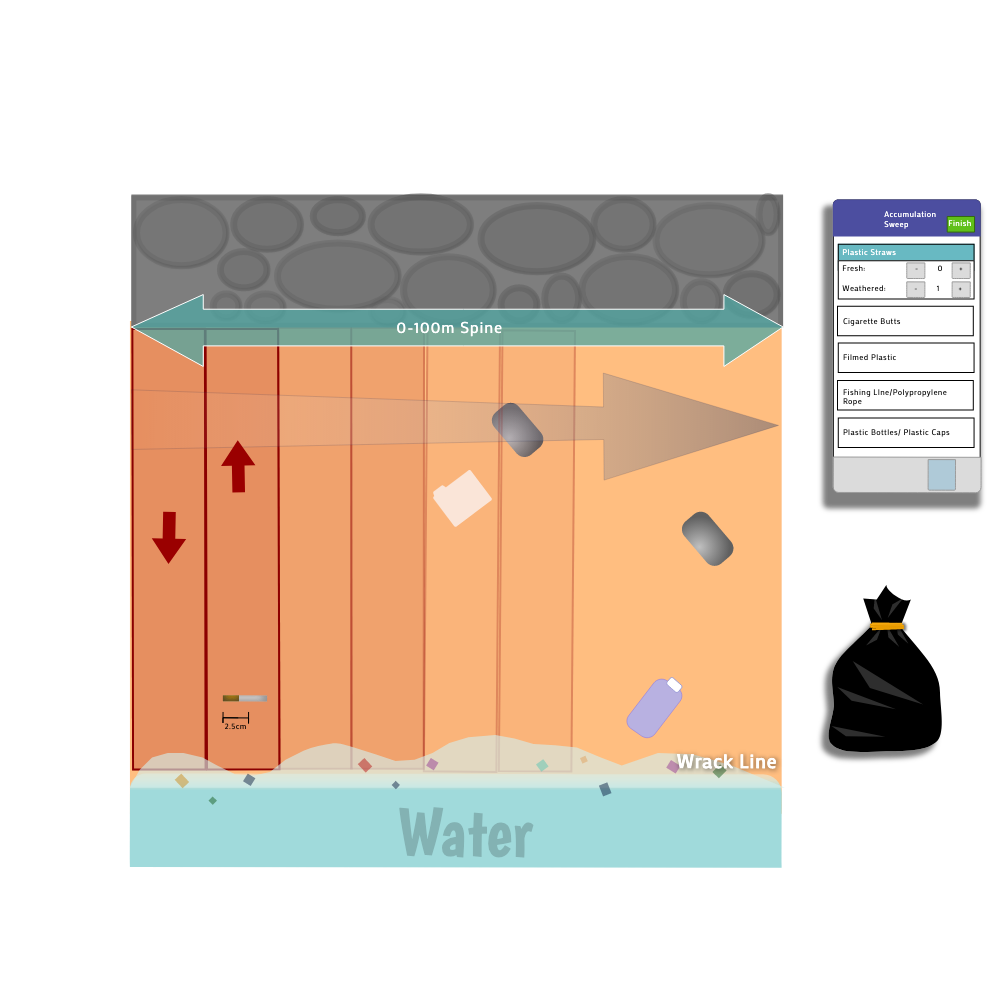 0-100m Spine
2.5cm
Wrack Line
Water
Accumulation
Sweep
Finish
Plastic Straws
Fresh: - 0 +
Weathered: - 1 +
Cigarette Butts
Filmed Plastic
Fishing LIne/Polypropylene
Rope
Plastic Bottles/ Plastic Caps